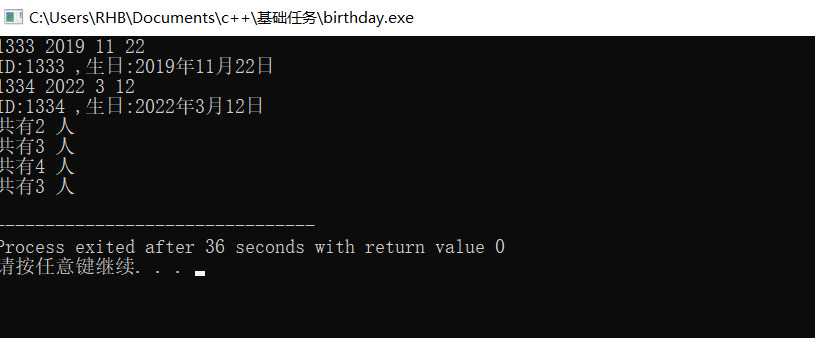 C:\Users\RHB\Documents\c++\基础任务\birthday.exe
1333 2019 11 22
ID:1333 ,生日:2019年11月22日
1334 2022 3 12
ID:1334 ,生日:2022年3月12日
共有2 人
共有3 人
共有4 人
共有3 人
--------------------------------
Process exited after 36 seconds with return value 0
请按任意键继续. . .